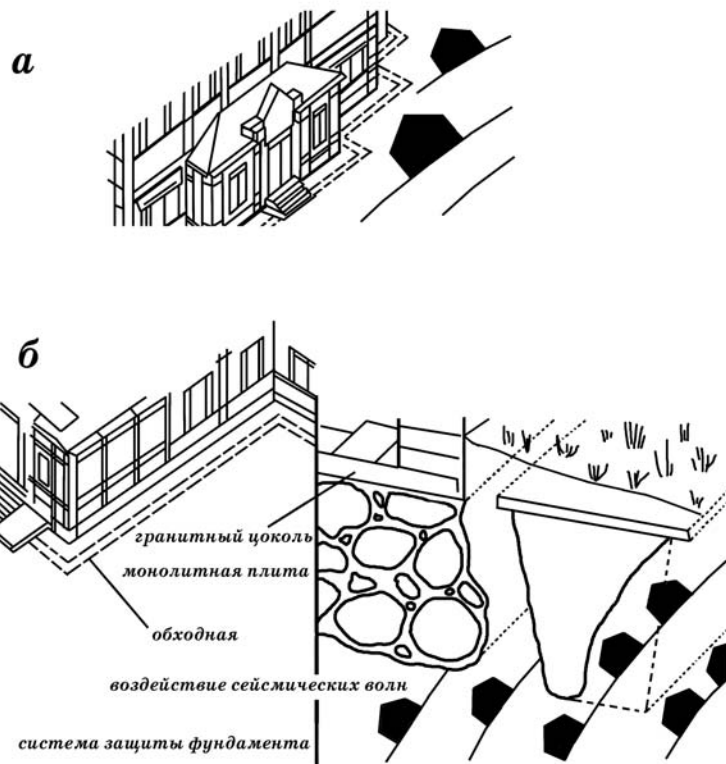 а
б
гранитный цоколь
монолитная плита
обходная
воздействие сейсмических волн
система защиты фундамента